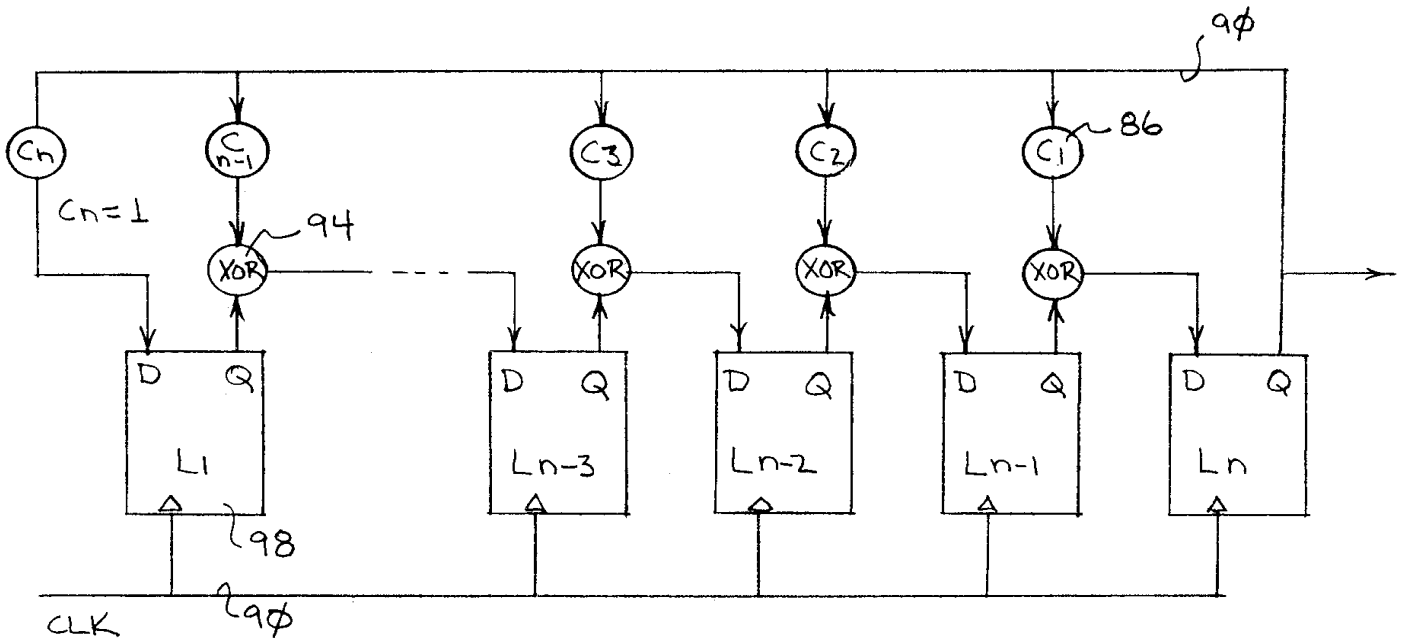 9φ
Cn
C
n-1
C3
C2
C1
86
Cn=1
94
XOR
XOR
XOR
XOR
D Q
D Q
D Q
D Q
D Q
L1
Ln-3
Ln-2
Ln-1
Ln
98
9φ
CLK